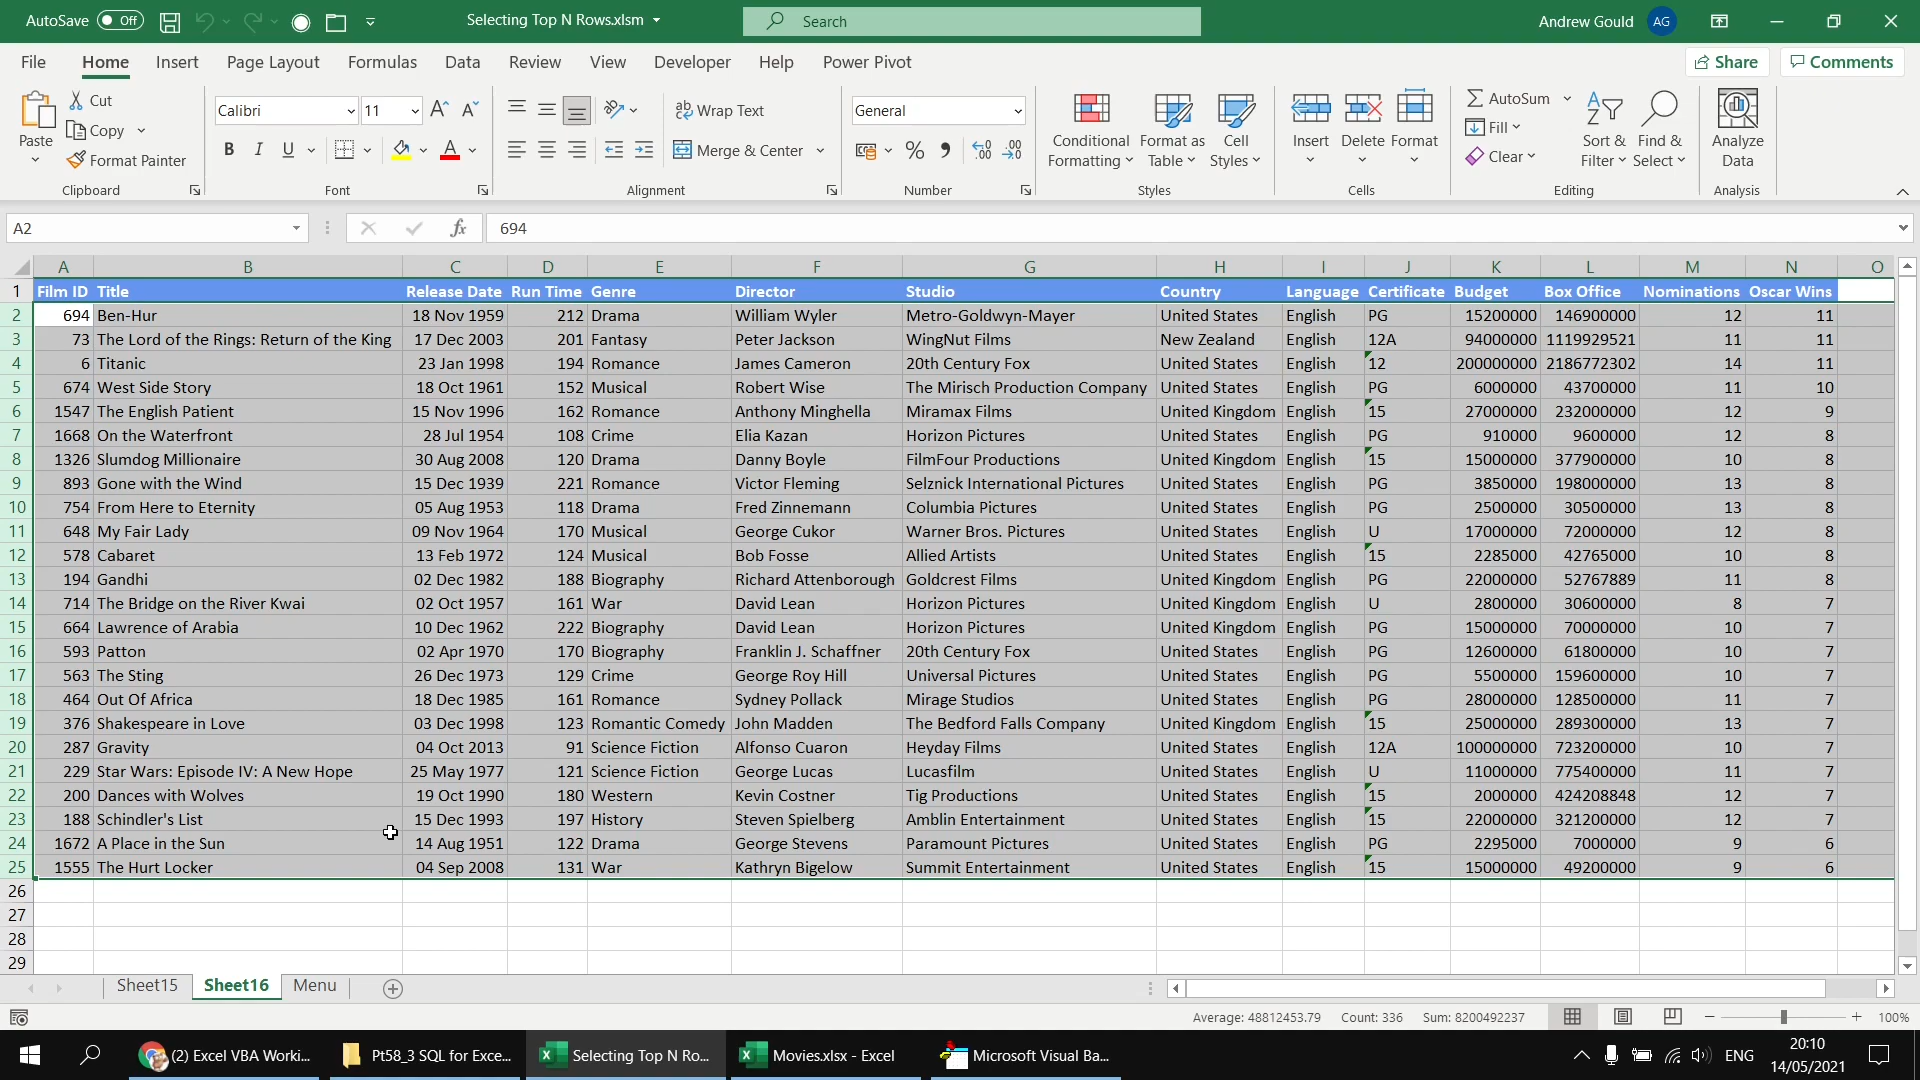 AutoSave Off Selecting Top N Rows.xlsm Search Andrew Gould AG
File Home Insert Page Layout Formulas Data Review View Developer Help Power Pivot Share Comments
Paste Cut Copy Format Painter Clipboard
Calibri 11 B I U Font
Wrap Text Merge & Center Alignment
General % Number
Conditional Formatting Format as Table Cell Styles Styles
Insert Delete Format Cells
AutoSum Fill Clear Sort & Filter Find & Select Editing
Analyze Data Analysis
A2 fx 694
A B C D E F G H I J K L M N O
1 Film ID Title Release Date Run Time Genre Director Studio Country Language Certificate Budget Box Office Nominations Oscar Wins
2 694 Ben-Hur 18 Nov 1959 212 Drama William Wyler Metro-Goldwyn-Mayer United States English PG 15200000 146900000 12 11
3 73 The Lord of the Rings: Return of the King 17 Dec 2003 201 Fantasy Peter Jackson WingNut Films New Zealand English 12A 94000000 1119929521 11 11
4 6 Titanic 23 Jan 1998 194 Romance James Cameron 20th Century Fox United States English 12 200000000 2186772302 14 11
5 674 West Side Story 18 Oct 1961 152 Musical Robert Wise The Mirisch Production Company United States English PG 6000000 43700000 11 10
6 1547 The English Patient 15 Nov 1996 162 Romance Anthony Minghella Miramax Films United Kingdom English 15 27000000 232000000 12 9
7 1668 On the Waterfront 28 Jul 1954 108 Crime Elia Kazan Horizon Pictures United States English PG 910000 9600000 12 8
8 1326 Slumdog Millionaire 30 Aug 2008 120 Drama Danny Boyle FilmFour Productions United Kingdom English 15 15000000 377900000 10 8
9 893 Gone with the Wind 15 Dec 1939 221 Romance Victor Fleming Selznick International Pictures United States English PG 3850000 198000000 13 8
10 754 From Here to Eternity 05 Aug 1953 118 Drama Fred Zinnemann Columbia Pictures United States English PG 2500000 30500000 13 8
11 648 My Fair Lady 09 Nov 1964 170 Musical George Cukor Warner Bros. Pictures United States English U 17000000 72000000 12 8
12 578 Cabaret 13 Feb 1972 124 Musical Bob Fosse Allied Artists United States English 15 2285000 42765000 10 8
13 194 Gandhi 02 Dec 1982 188 Biography Richard Attenborough Goldcrest Films United Kingdom English PG 22000000 52767889 11 8
14 714 The Bridge on the River Kwai 02 Oct 1957 161 War David Lean Horizon Pictures United Kingdom English U 2800000 30600000 8 7
15 664 Lawrence of Arabia 10 Dec 1962 222 Biography David Lean Horizon Pictures United Kingdom English PG 15000000 70000000 10 7
16 593 Patton 02 Apr 1970 170 Biography Franklin J. Schaffner 20th Century Fox United States English PG 12600000 61800000 10 7
17 563 The Sting 26 Dec 1973 129 Crime George Roy Hill Universal Pictures United States English PG 5500000 159600000 10 7
18 464 Out Of Africa 18 Dec 1985 161 Romance Sydney Pollack Mirage Studios United States English PG 28000000 128500000 11 7
19 376 Shakespeare in Love 03 Dec 1998 123 Romantic Comedy John Madden The Bedford Falls Company United Kingdom English 15 25000000 289300000 13 7
20 287 Gravity 04 Oct 2013 91 Science Fiction Alfonso Cuaron Heyday Films United States English 12A 100000000 723200000 10 7
21 229 Star Wars: Episode IV: A New Hope 25 May 1977 121 Science Fiction George Lucas Lucasfilm United States English U 11000000 775400000 11 7
22 200 Dances with Wolves 19 Oct 1990 180 Western Kevin Costner Tig Productions United States English 15 2000000 424208848 12 7
23 188 Schindler's List 15 Dec 1993 197 History Steven Spielberg Amblin Entertainment United States English 15 22000000 321200000 12 7
24 1672 A Place in the Sun 14 Aug 1951 122 Drama George Stevens Paramount Pictures United States English PG 2295000 7000000 9 6
25 1555 The Hurt Locker 04 Sep 2008 131 War Kathryn Bigelow Summit Entertainment United States English 15 15000000 49200000 9 6
26
27
28
29
Sheet15 Sheet16 Menu
Average: 48812453.79 Count: 336 Sum: 8200492237 100%
(2) Excel VBA Worki... Pt58_3 SQL for Exce... Selecting Top N Ro... Movies.xlsx - Excel Microsoft Visual Ba... ENG 20:10
14/05/2021